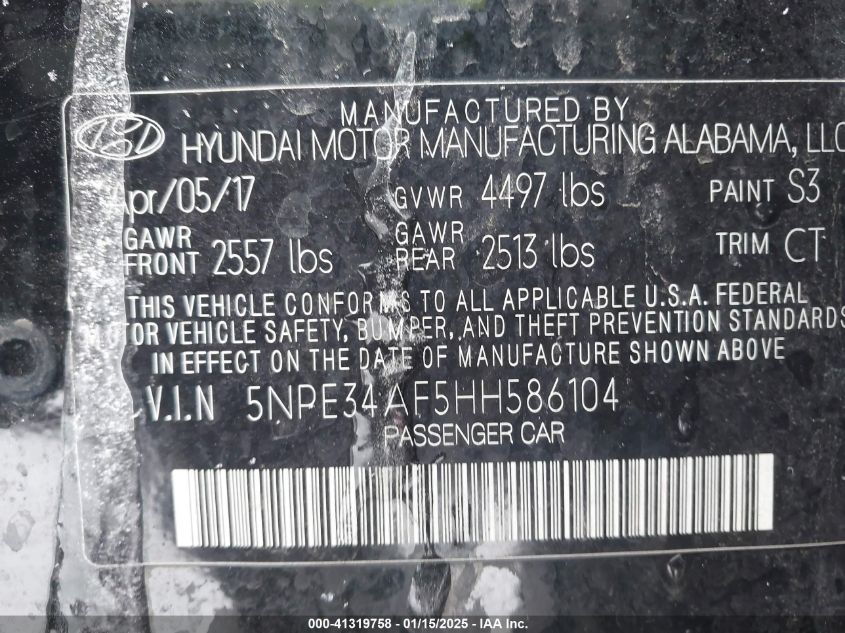 MANUFACTURED BY
HYUNDAI MOTOR MANUFACTURING ALABAMA, LLC
Apr/05/17 GVWR 4497 lbs PAINT S3
GAWR FRONT 2557 lbs GAWR REAR 2513 lbs TRIM CT
THIS VEHICLE CONFORMS TO ALL APPLICABLE U.S.A. FEDERAL
MOTOR VEHICLE SAFETY, BUMPER, AND THEFT PREVENTION STANDARDS
IN EFFECT ON THE DATE OF MANUFACTURE SHOWN ABOVE
V.I.N 5NPE34AF5HH586104
PASSENGER CAR
000-41319758 - 01/15/2025 - IAA Inc.